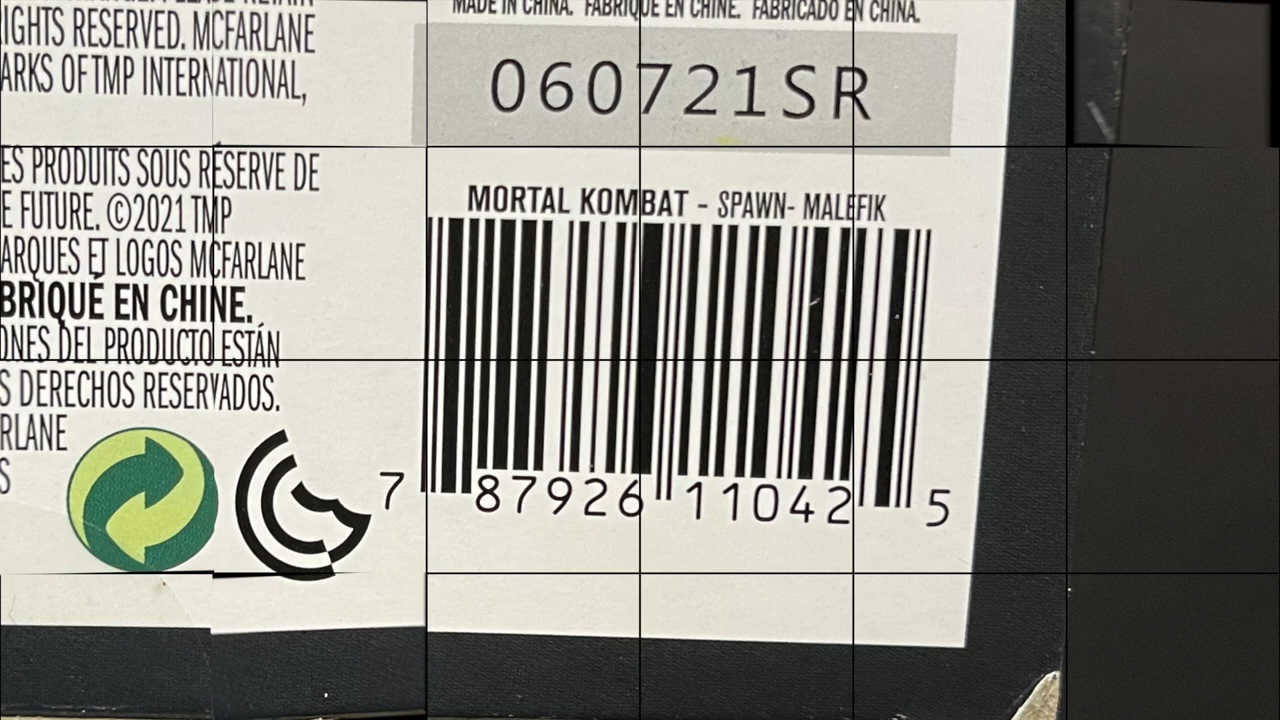 IGHTS RESERVED. MCFARLANE
ARKS OF TMP INTERNATIONAL,
ES PRODUITS SOUS RÉSERVE DE
E FUTURE. ©2021 TMP
ARQUES ET LOGOS MCFARLANE
BRIQUÉ EN CHINE.
ONES DEL PRODUCTO ESTÁN
S DERECHOS RESERVADOS.
RLANE
S
MADE IN CHINA. FABRIQUÉ EN CHINE. FABRICADO EN CHINA.
060721SR
MORTAL KOMBAT - SPAWN- MALEFIK
7 87926 11042 5